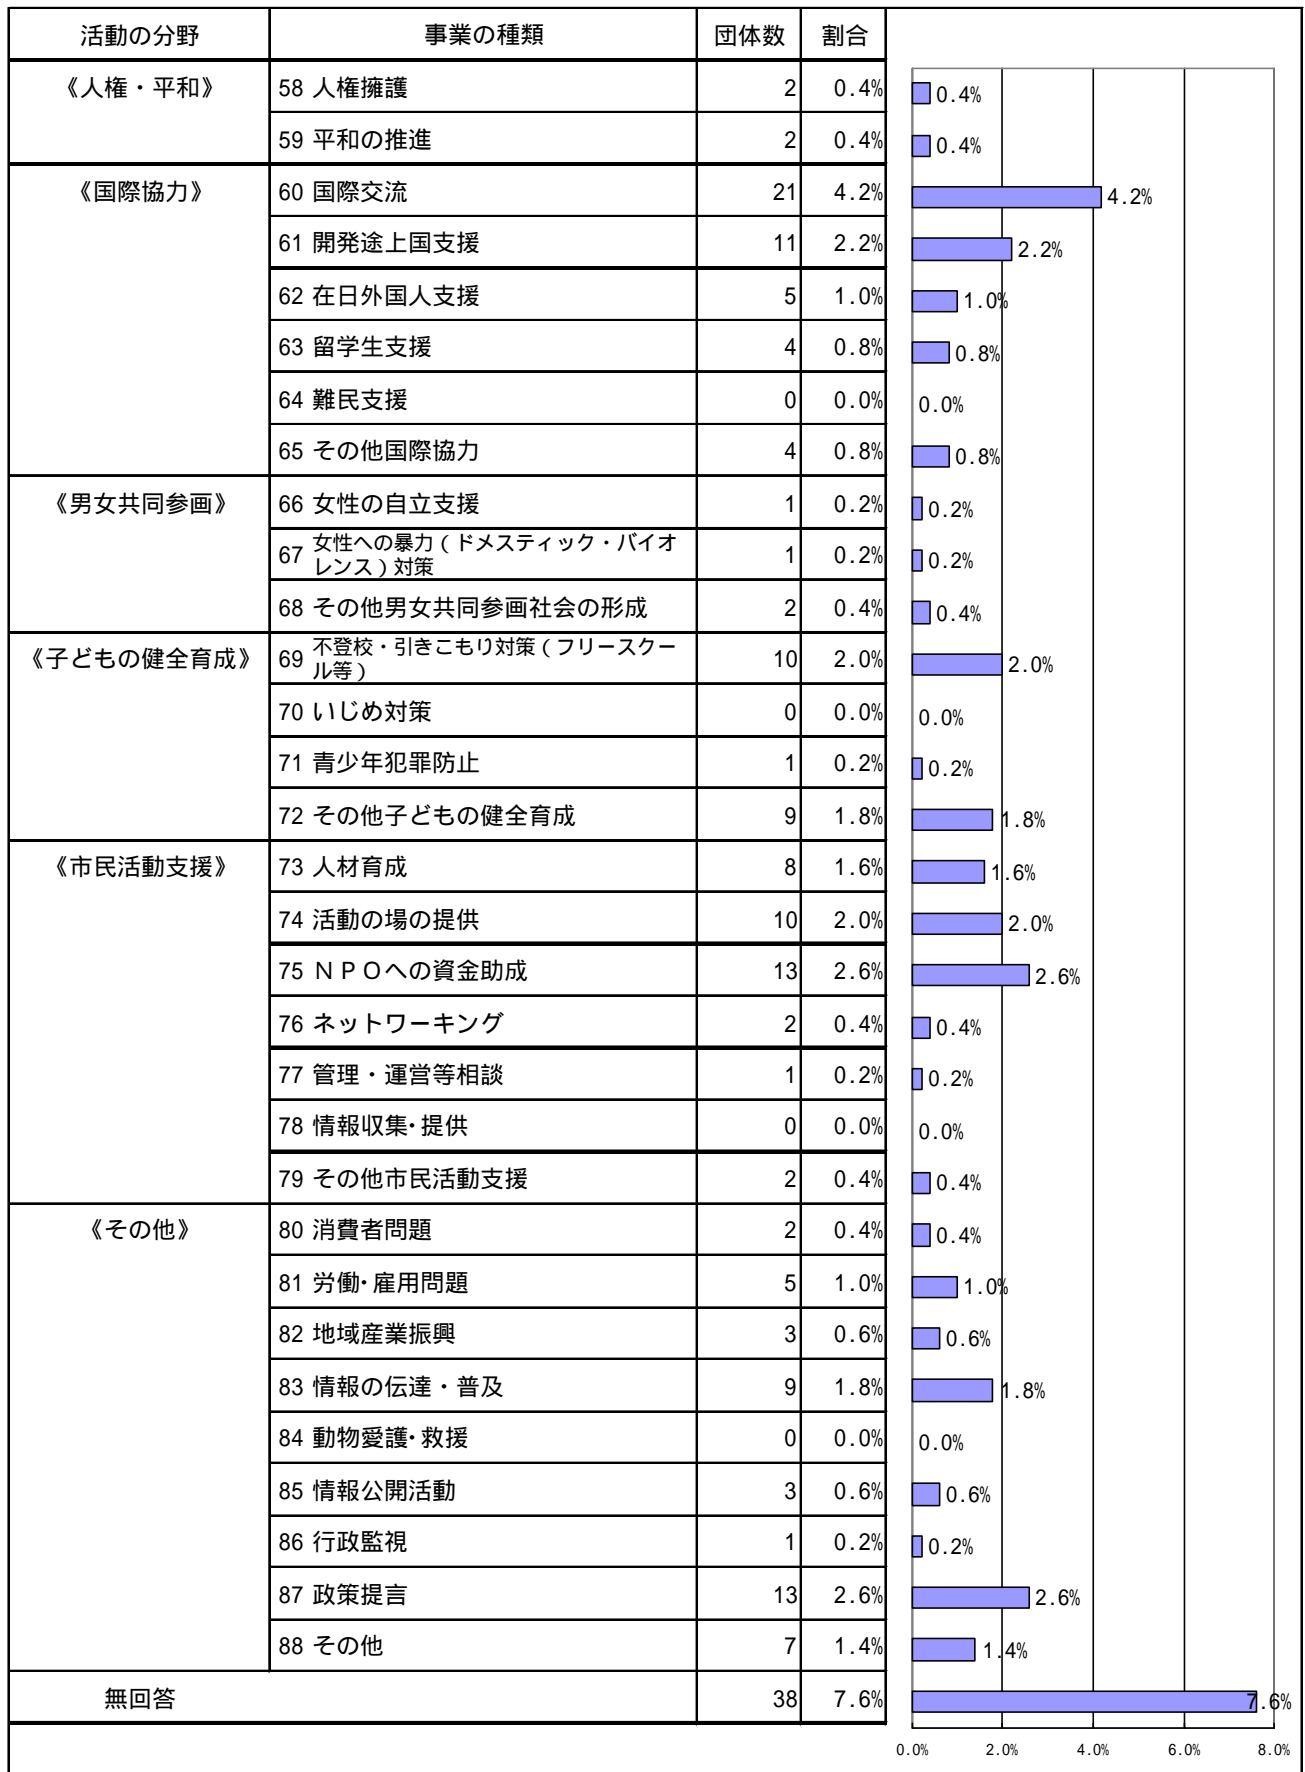 活動の分野 事業の種類 団体数 割合
《人権・平和》 58 人権擁護 2 0.4% 0.4%
59 平和の推進 2 0.4% 0.4%
《国際協力》 60 国際交流 21 4.2% 4.2%
61 開発途上国支援 11 2.2% 2.2%
62 在日外国人支援 5 1.0% 1.0%
63 留学生支援 4 0.8% 0.8%
64 難民支援 0 0.0% 0.0%
65 その他国際協力 4 0.8% 0.8%
《男女共同参画》 66 女性の自立支援 1 0.2% 0.2%
67 女性への暴力（ドメスティック・バイオ
レンス）対策 1 0.2% 0.2%
68 その他男女共同参画社会の形成 2 0.4% 0.4%
《子どもの健全育成》 69 不登校・引きこもり対策（フリースクー
ル等） 10 2.0% 2.0%
70 いじめ対策 0 0.0% 0.0%
71 青少年犯罪防止 1 0.2% 0.2%
72 その他子どもの健全育成 9 1.8% 1.8%
《市民活動支援》 73 人材育成 8 1.6% 1.6%
74 活動の場の提供 10 2.0% 2.0%
75 ＮＰＯへの資金助成 13 2.6% 2.6%
76 ネットワーキング 2 0.4% 0.4%
77 管理・運営等相談 1 0.2% 0.2%
78 情報収集･提供 0 0.0% 0.0%
79 その他市民活動支援 2 0.4% 0.4%
《その他》 80 消費者問題 2 0.4% 0.4%
81 労働･雇用問題 5 1.0% 1.0%
82 地域産業振興 3 0.6% 0.6%
83 情報の伝達・普及 9 1.8% 1.8%
84 動物愛護･救援 0 0.0% 0.0%
85 情報公開活動 3 0.6% 0.6%
86 行政監視 1 0.2% 0.2%
87 政策提言 13 2.6% 2.6%
88 その他 7 1.4% 1.4%
無回答 38 7.6% 7.6%
0.0% 2.0% 4.0% 6.0% 8.0%